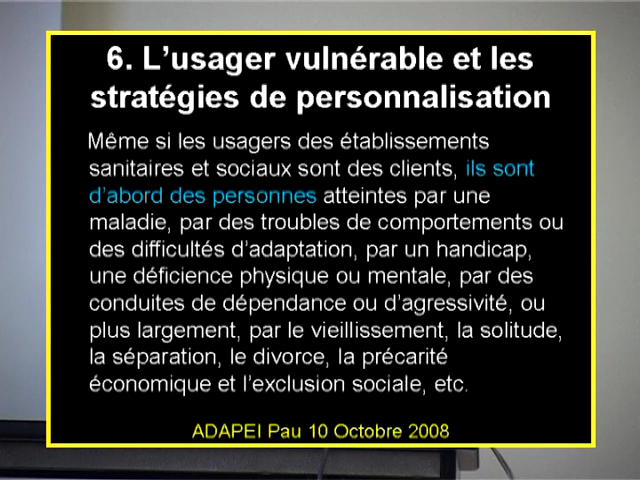 6. L'usager vulnérable et les
stratégies de personnalisation
Même si les usagers des établissements
sanitaires et sociaux sont des clients, ils sont
d'abord des personnes atteintes par une
maladie, par des troubles de comportements ou
des difficultés d'adaptation, par un handicap,
une déficience physique ou mentale, par des
conduites de dépendance ou d'agressivité, ou
plus largement, par le vieillissement, la solitude,
la séparation, le divorce, la précarité
économique et l'exclusion sociale, etc.
ADAPEI Pau 10 Octobre 2008